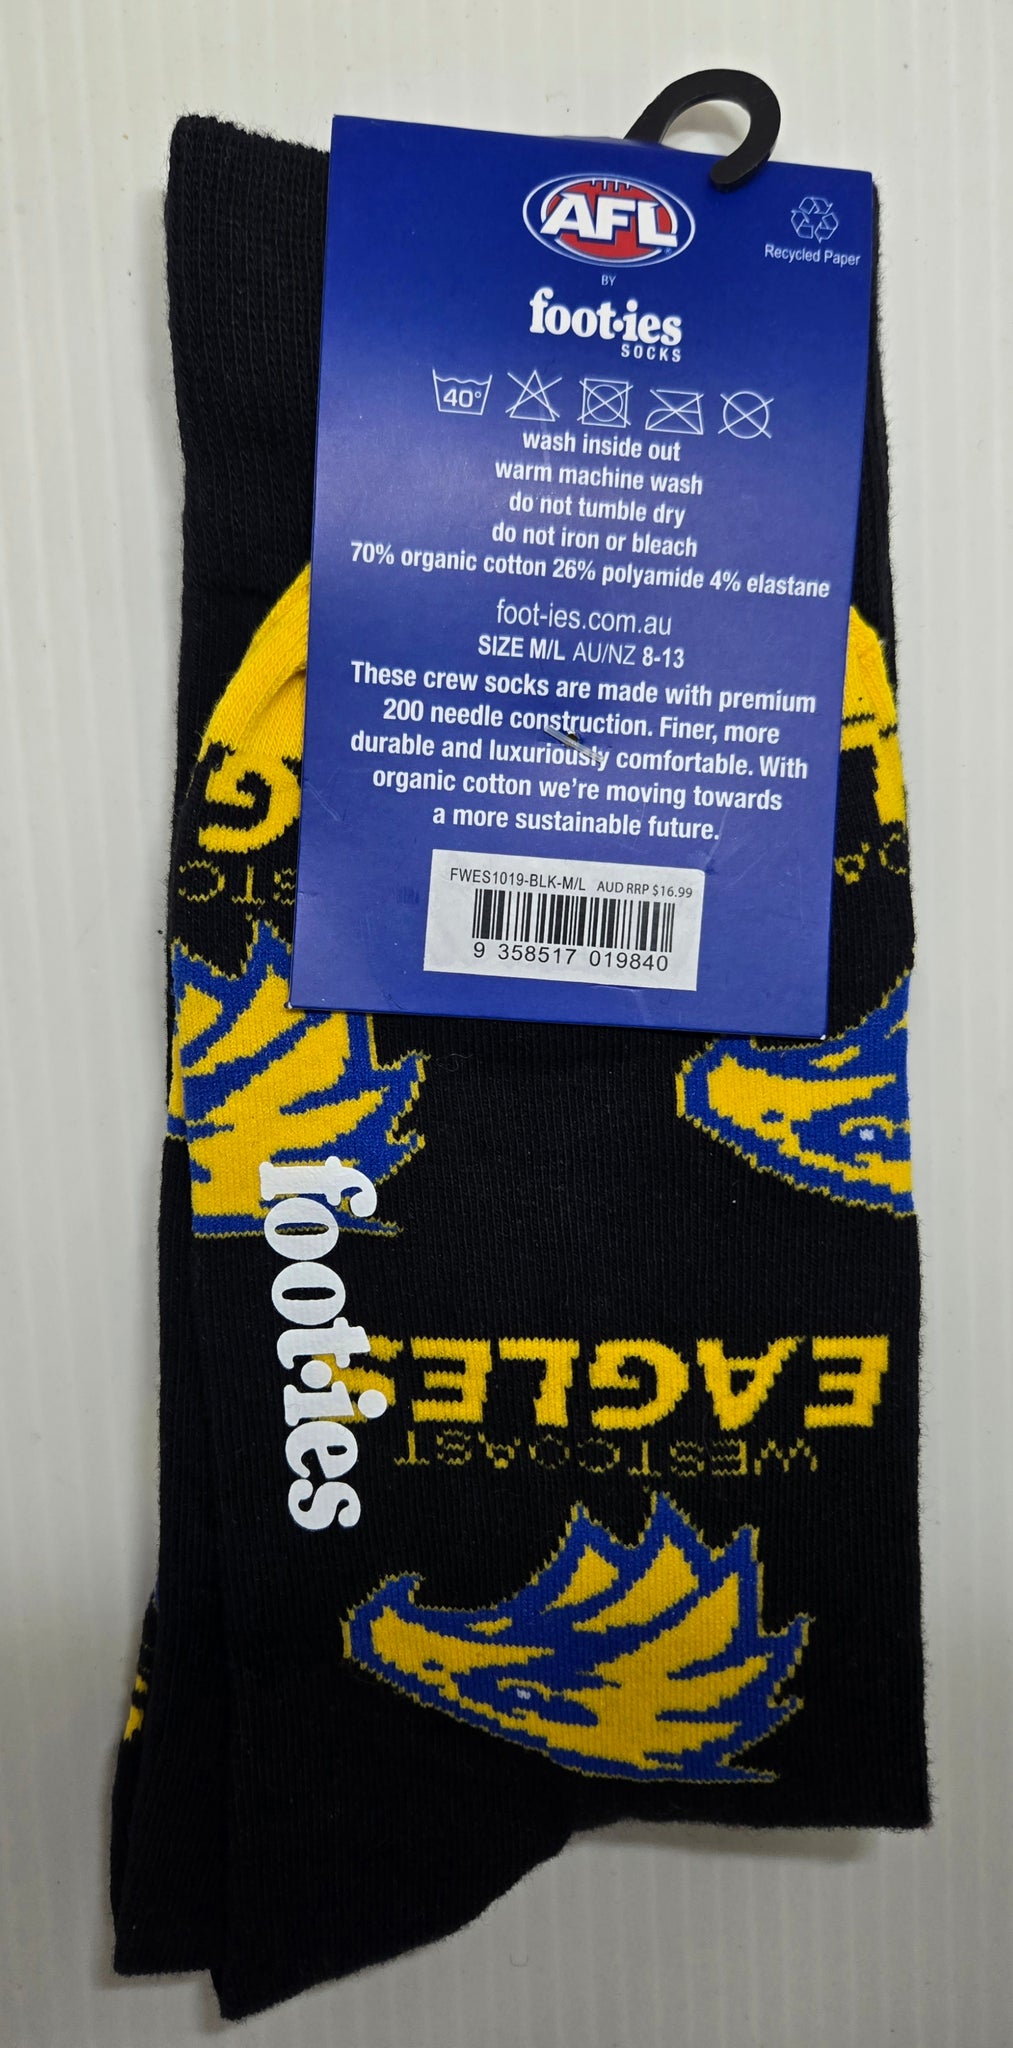 AFL
Recycled Paper
BY
foot·ies
SOCKS
40°
wash inside out
warm machine wash
do not tumble dry
do not iron or bleach
70% organic cotton 26% polyamide 4% elastane
foot-ies.com.au
SIZE M/L AU/NZ 8-13
These crew socks are made with premium
200 needle construction. Finer, more
durable and luxuriously comfortable. With
organic cotton we're moving towards
a more sustainable future.
FWES1019-BLK-M/L AUD RRP $16.99
9 358517 019840
foot·ies
WEST COAST
EAGLES